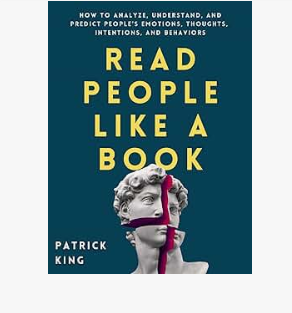 HOW TO ANALYZE, UNDERSTAND, AND
PREDICT PEOPLE'S EMOTIONS, THOUGHTS,
INTENTIONS, AND BEHAVIORS
READ
PEOPLE
LIKE A
BOOK
PATRICK
KING